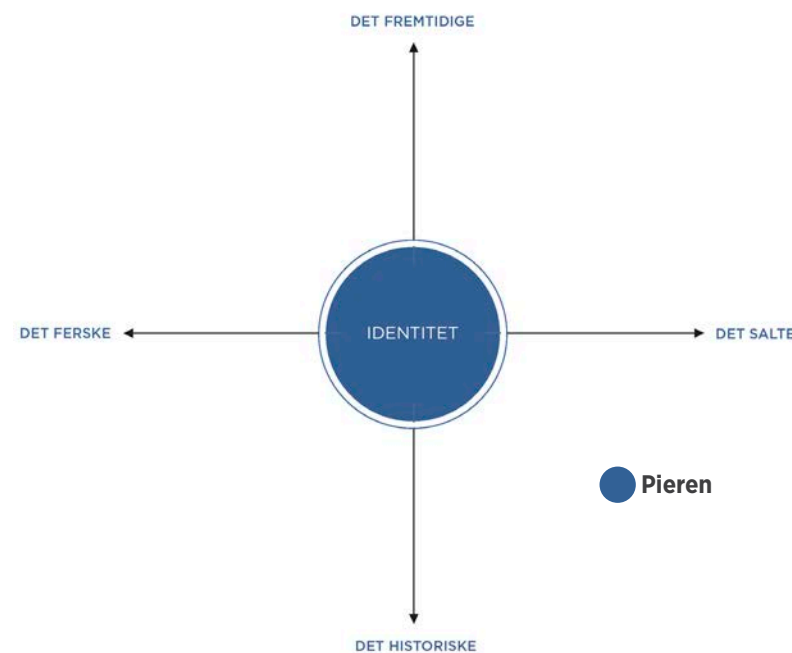 DET FREMTIDIGE
DET FERSKE
IDENTITET
DET SALTE
Pieren
DET HISTORISKE